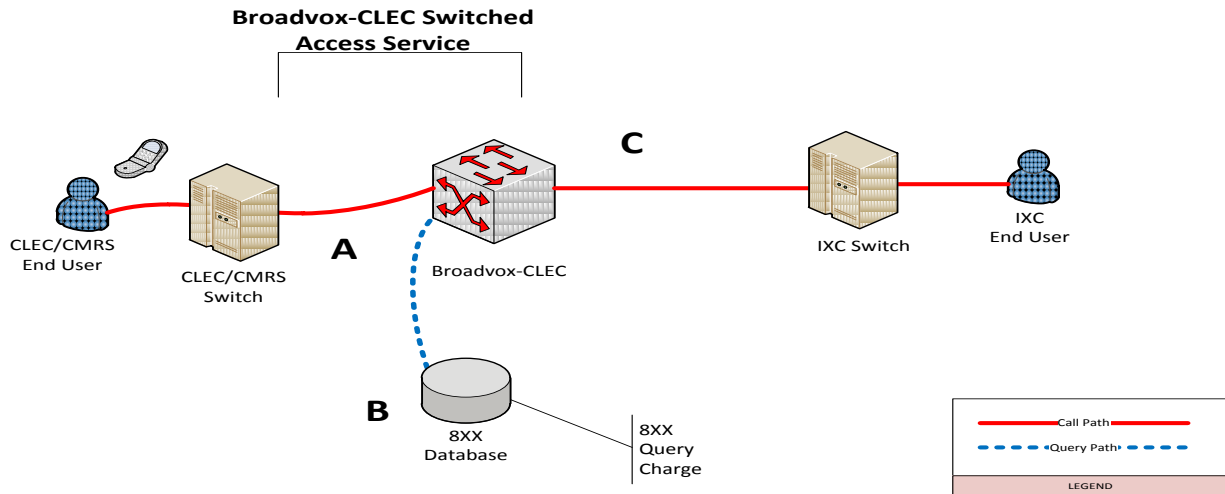 Broadvox-CLEC Switched
Access Service
C
CLEC/CMRS
End User
CLEC/CMRS
Switch
A
Broadvox-CLEC
IXC Switch
IXC
End User
B
8XX
Database
8XX
Query
Charge
Call Path
Query Path
LEGEND